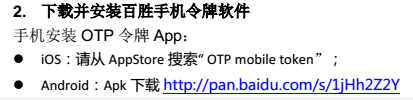 2. 下载并安装百胜手机令牌软件
手机安装 OTP 令牌 App:
● iOS：请从 AppStore 搜索“ OTP mobile token”；
● Android：Apk 下载 http://pan.baidu.com/s/1jHh2Z2Y